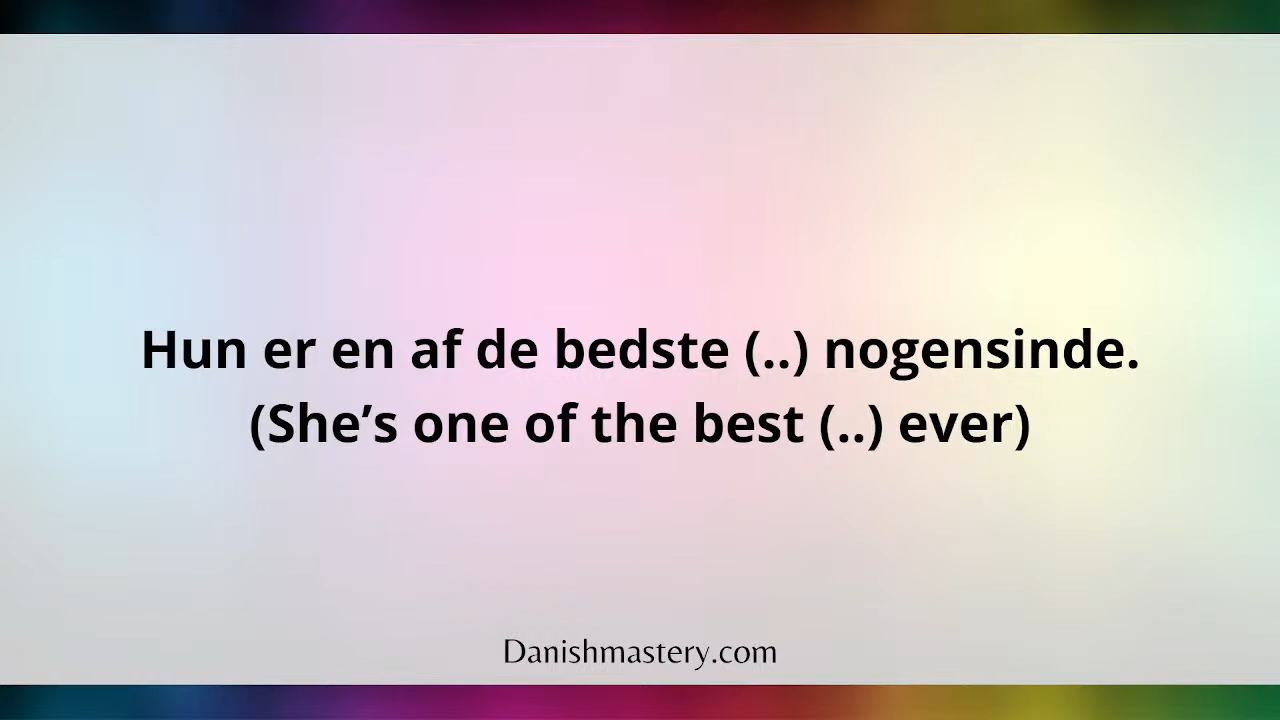 Hun er en af de bedste (..) nogensinde.
(She’s one of the best (..) ever)
Danishmastery.com